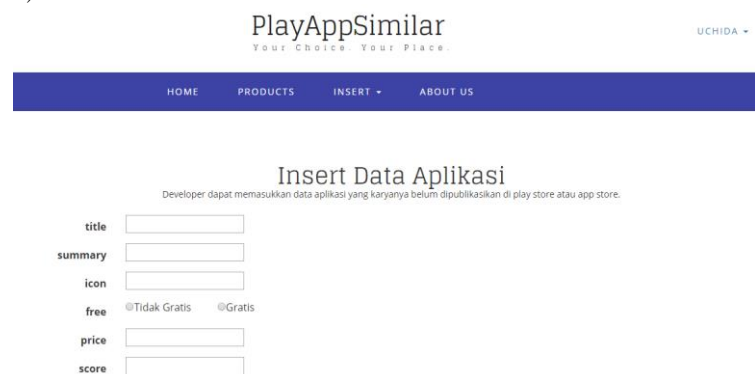 PlayAppSimilar
Your Choice. Your Place.
UCHIDA
HOME PRODUCTS INSERT ABOUT US
Insert Data Aplikasi
Developer dapat memasukkan data aplikasi yang karyanya belum dipublikasikan di play store atau app store.
title
summary
icon
free Tidak Gratis Gratis
price
score